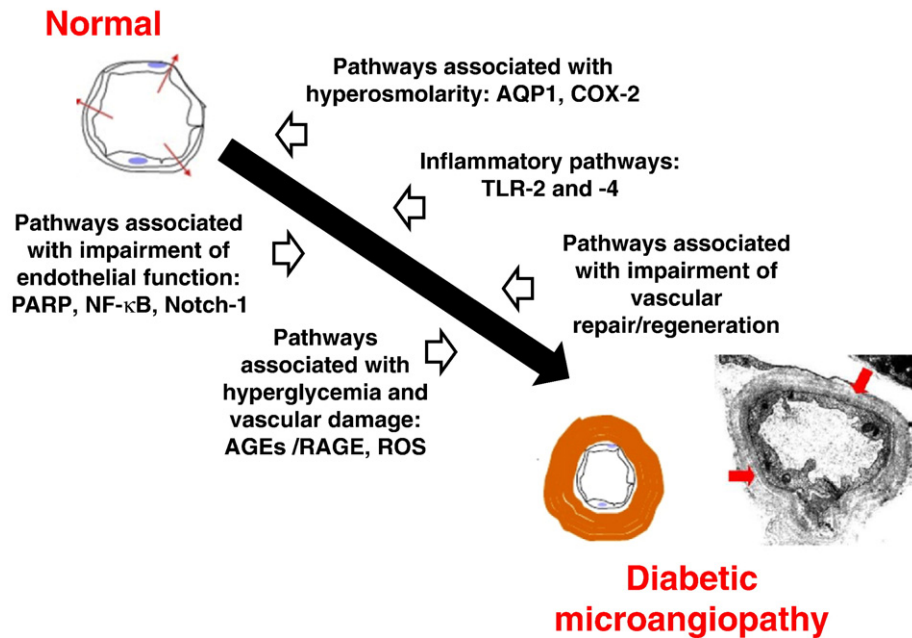 Normal
Pathways associated with
hyperosmolarity: AQP1, COX-2
Inflammatory pathways:
TLR-2 and -4
Pathways associated
with impairment of
endothelial function:
PARP, NF-κB, Notch-1
Pathways associated
with impairment of
vascular
repair/regeneration
Pathways
associated with
hyperglycemia and
vascular damage:
AGEs /RAGE, ROS
Diabetic
microangiopathy